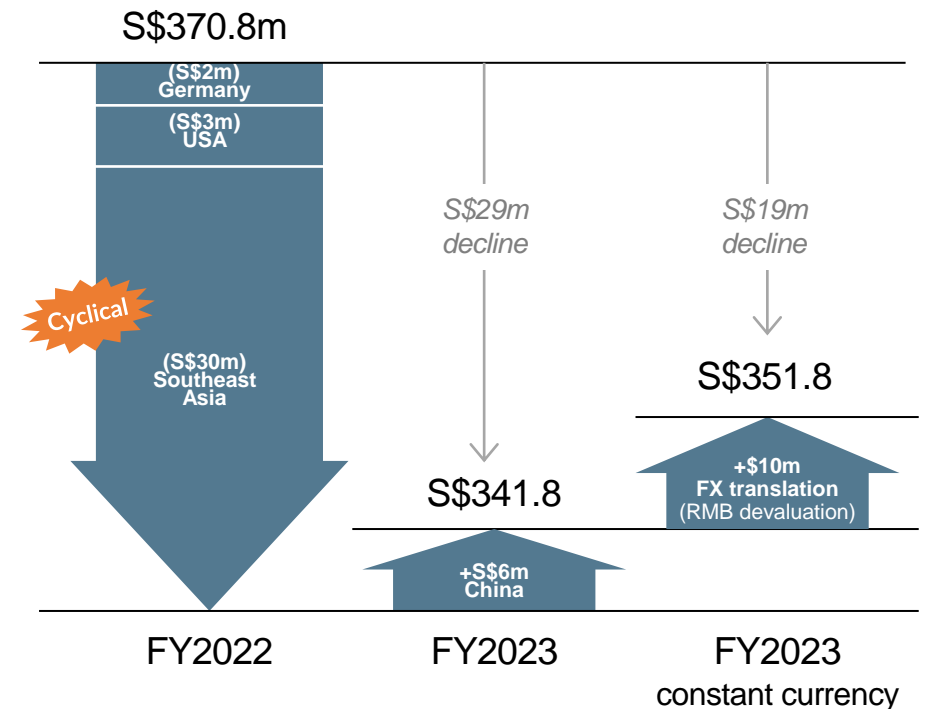 S$370.8m
(S$2m)
Germany
(S$3m)
USA
Cyclical
(S$30m)
Southeast
Asia
S$29m
decline
S$341.8
+S$6m
China
S$19m
decline
S$351.8
+$10m
FX translation
(RMB devaluation)
FY2022
FY2023
FY2023
constant currency